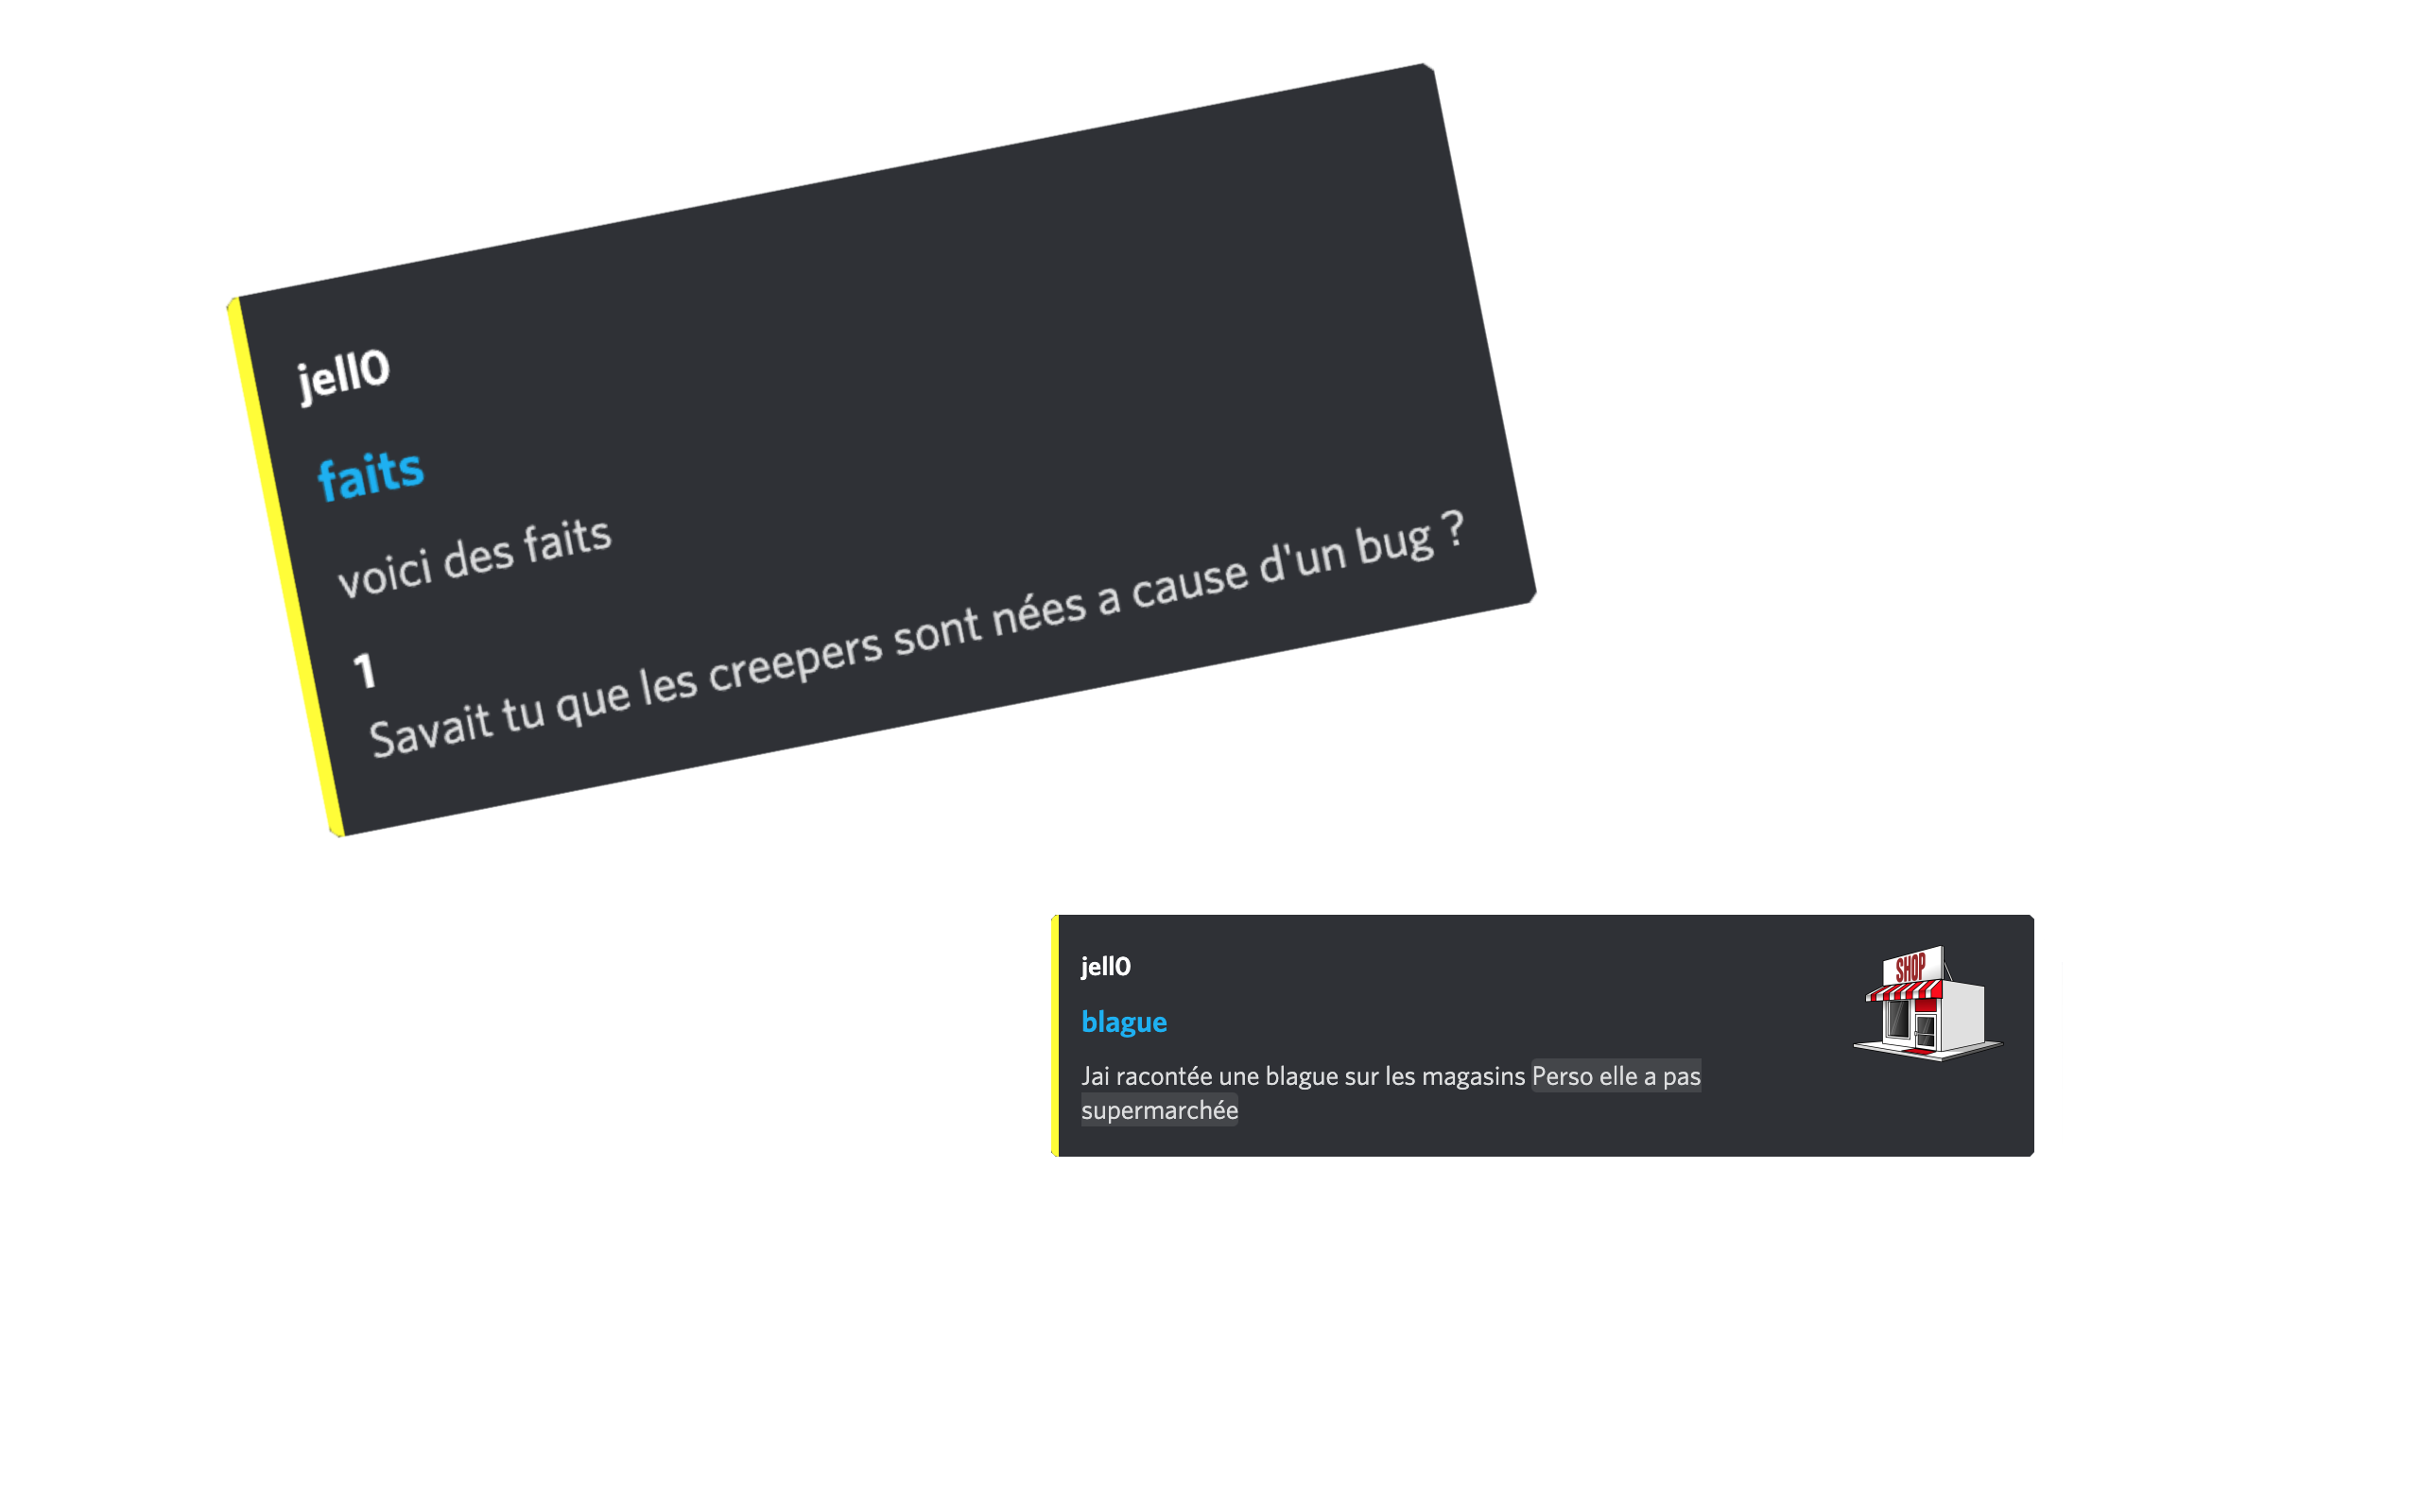 jell0
faits
voici des faits
1
Savait tu que les creepers sont nées a cause d'un bug ?
jell0
SHOP
blague
Jai racontée une blague sur les magasins Perso elle a pas
supermarchée